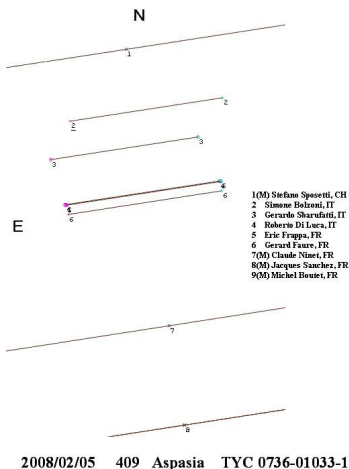 N
1
2
2
3
3
4
5
4
6
6
E
1(M) Stefano Sposetti, CH
2 Simone Bolzoni, IT
3 Gerardo Sbarufatti, IT
4 Roberto Di Luca, IT
5 Eric Frappa, FR
6 Gerard Faure, FR
7(M) Claude Ninet, FR
8(M) Jacques Sanchez, FR
9(M) Michel Boutet, FR
7
2008/02/05 409 Aspasia TYC 0736-01033-1